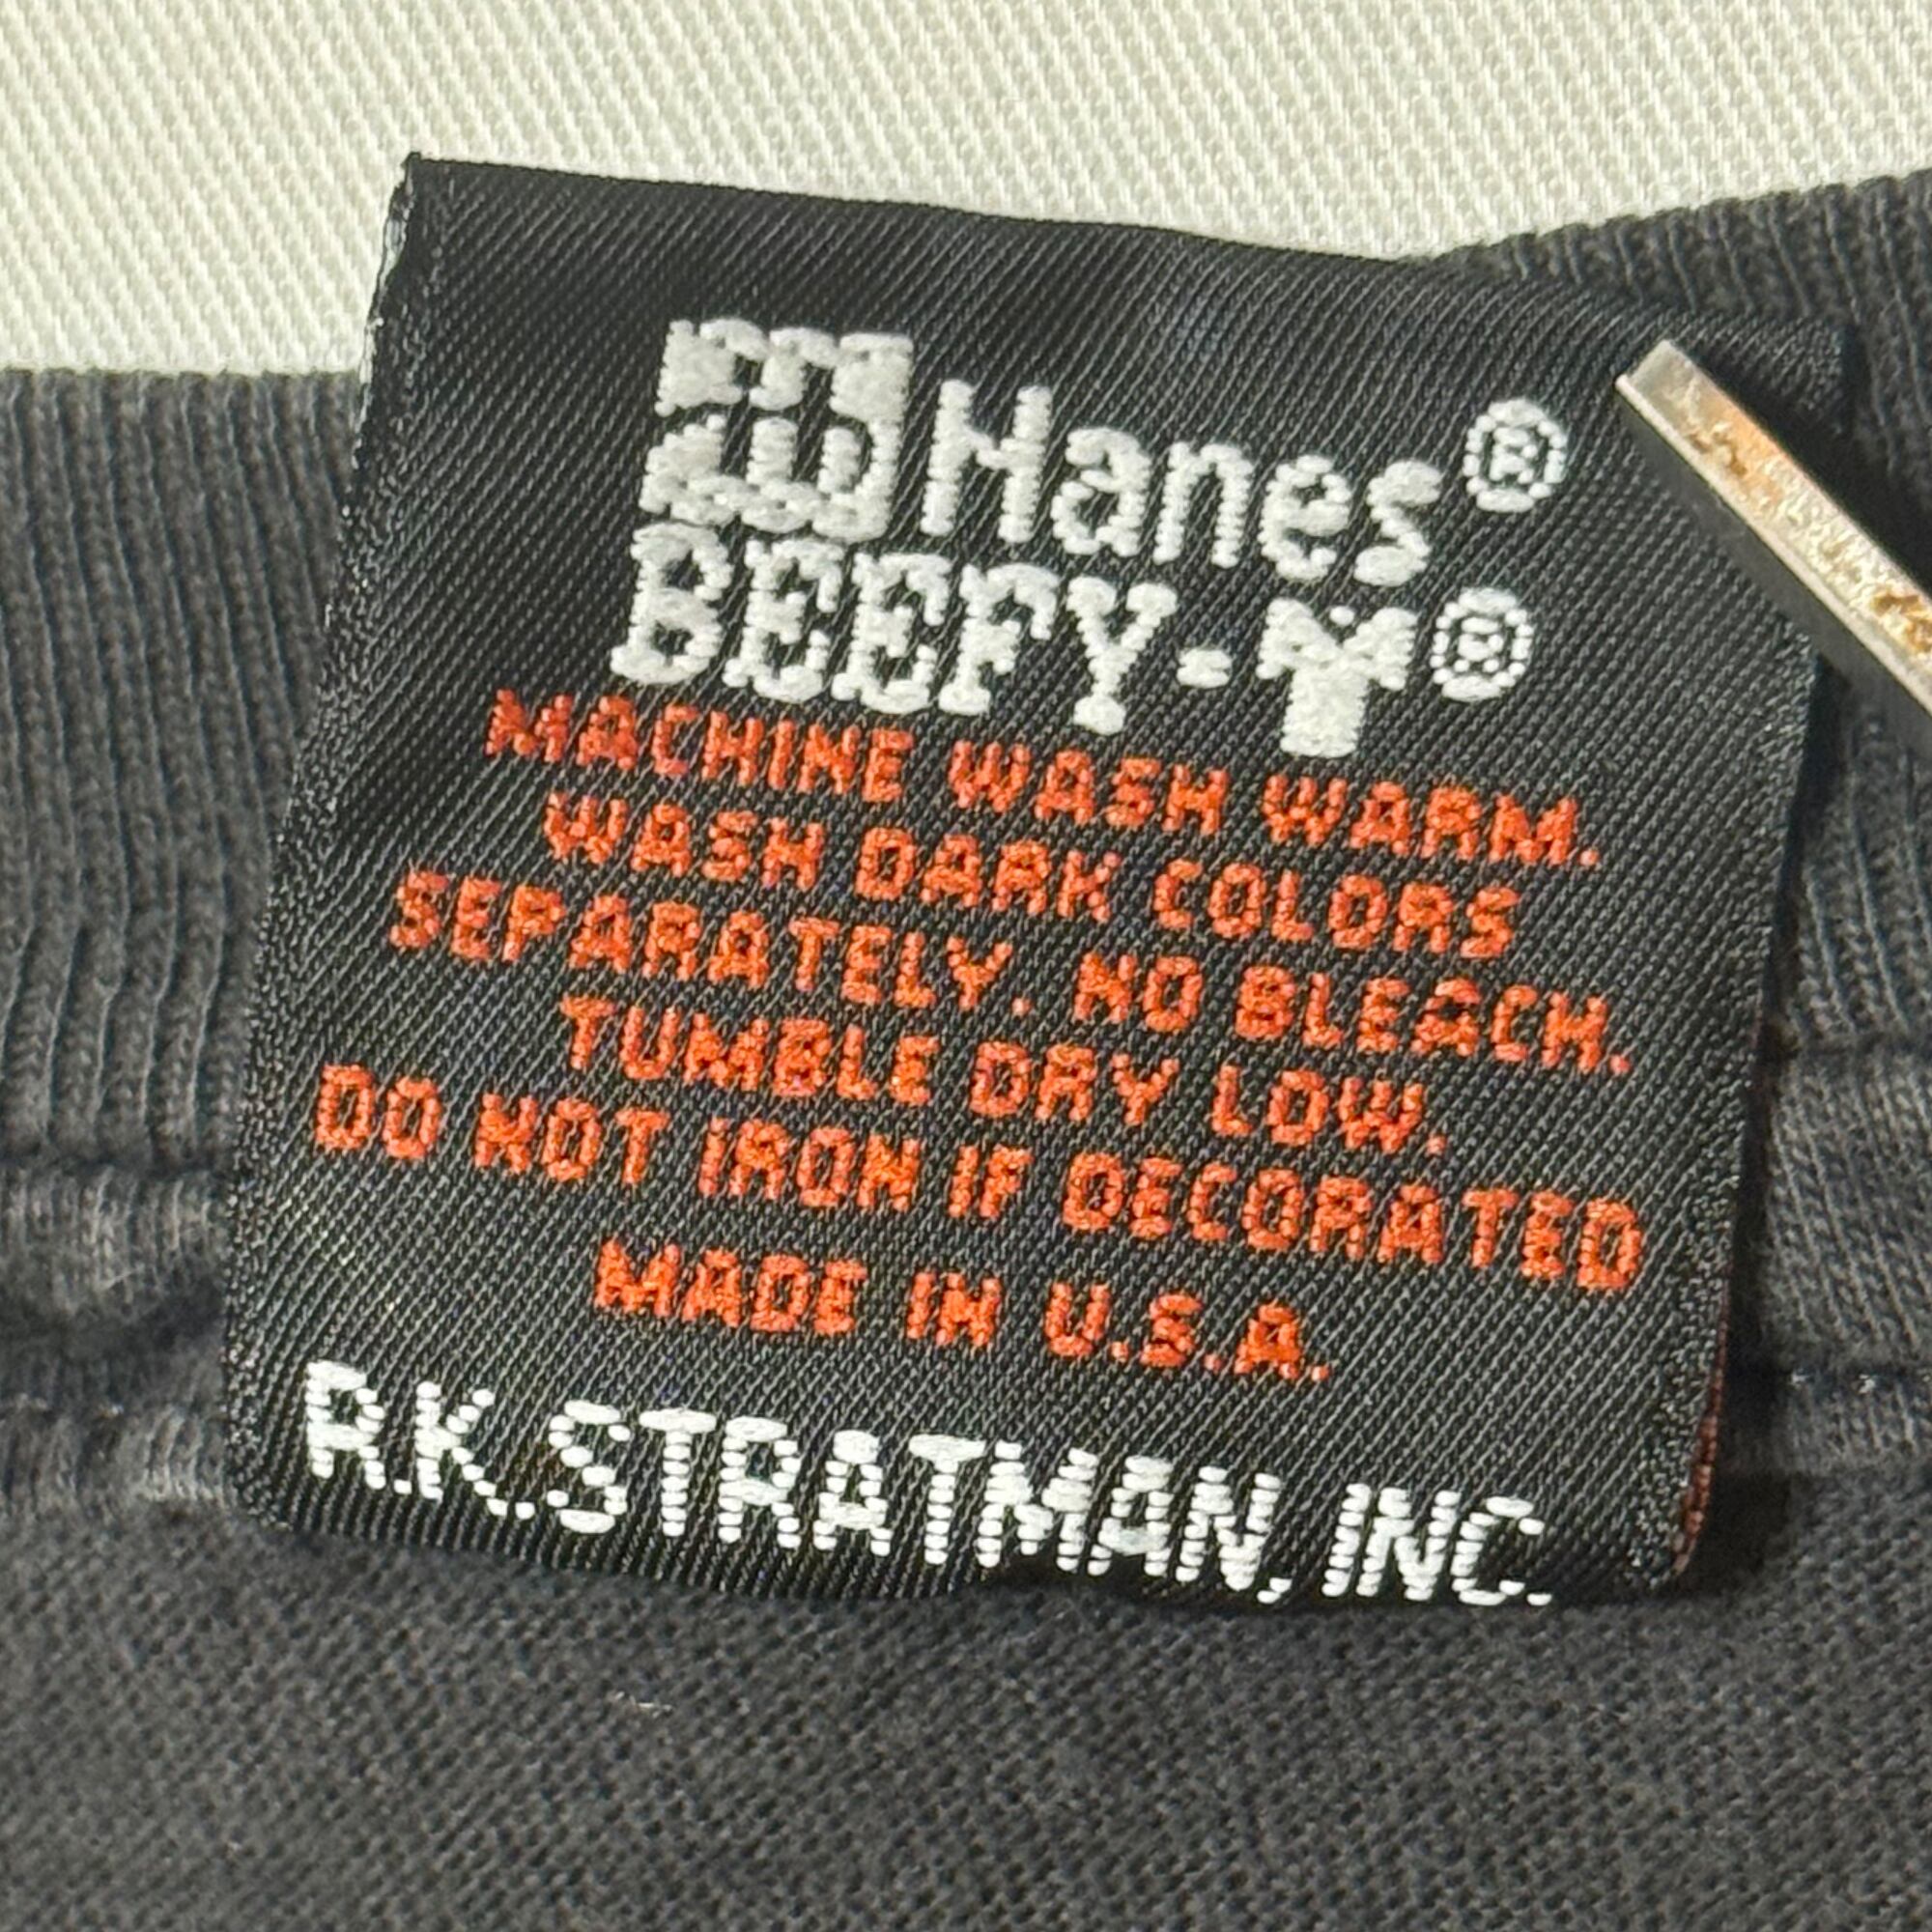 Hanes®
BEEFY-T®
MACHINE WASH WARM.
WASH DARK COLORS
SEPARATELY. NO BLEACH.
TUMBLE DRY LOW.
DO NOT IRON IF DECORATED
MADE IN U.S.A.
R.K.STRATMAN, INC.